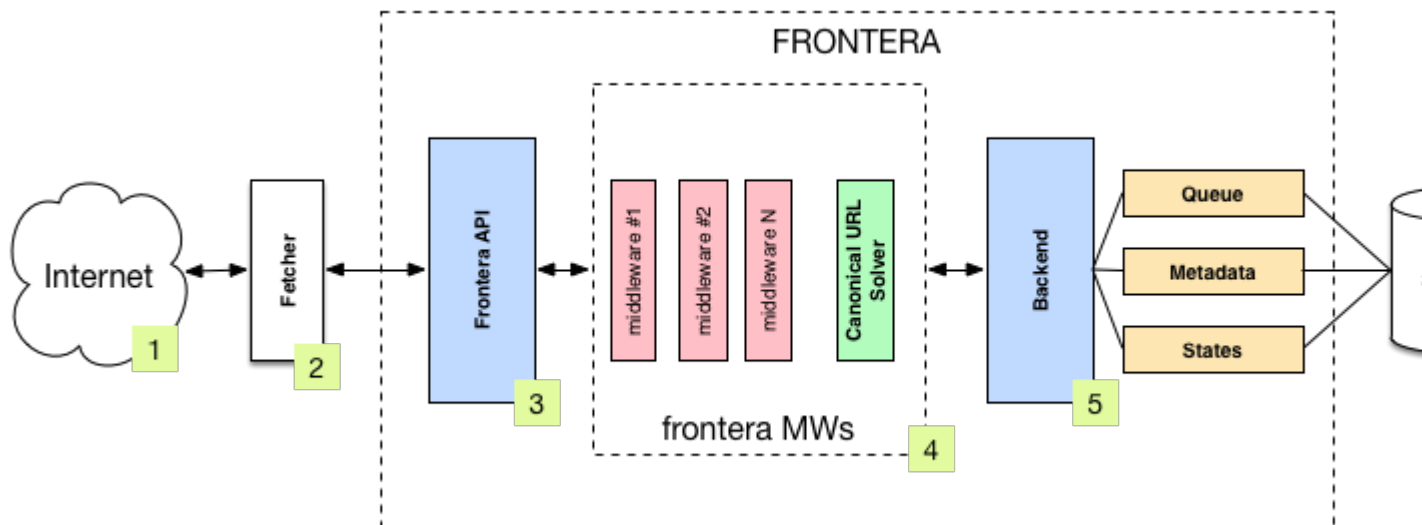 FRONTERA
Internet
1
Fetcher
2
Frontera API
3
middleware #1
middleware #2
middleware N
Canonical URL
Solver
frontera MWs
4
Backend
5
Queue
Metadata
States